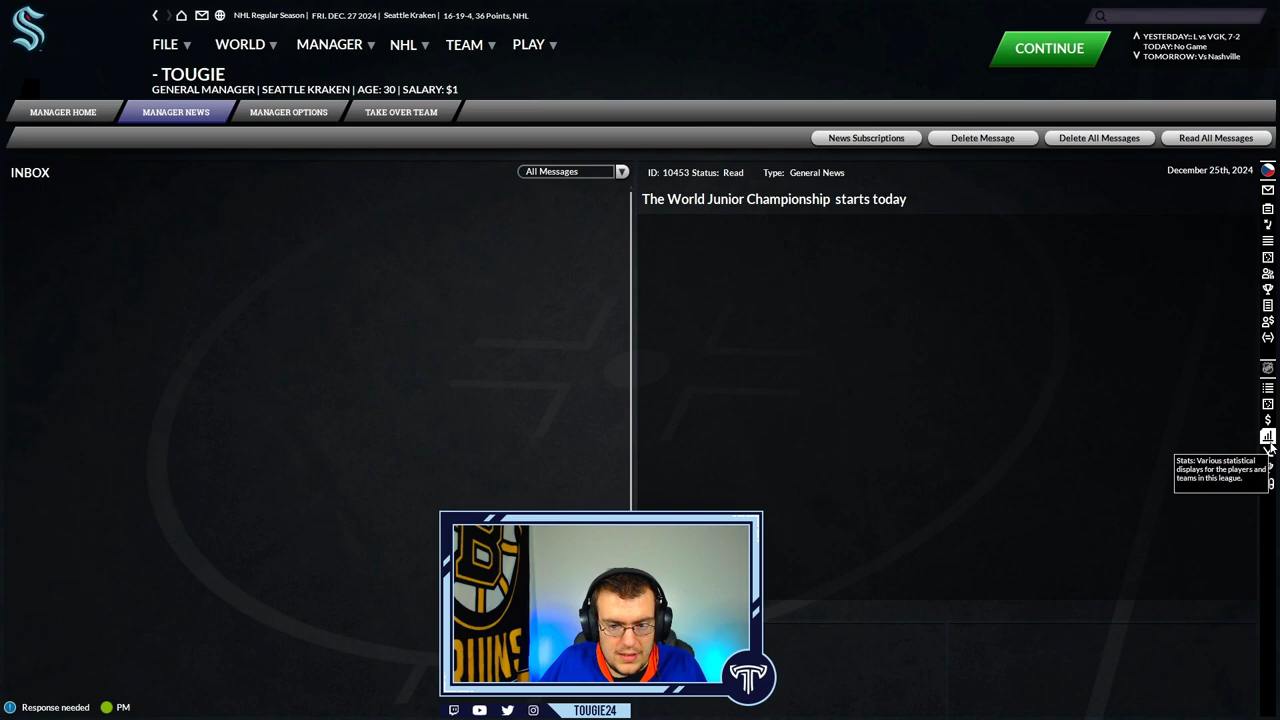 NHL Regular Season | FRI. DEC. 27 2024 | Seattle Kraken | 16-19-4, 36 Points, NHL
FILE WORLD MANAGER NHL TEAM PLAY
CONTINUE
YESTERDAY: L vs VGK, 7-2
TODAY: No Game
TOMORROW: Vs Nashville
- TOUGIE
GENERAL MANAGER | SEATTLE KRAKEN | AGE: 30 | SALARY: $1
MANAGER HOME MANAGER NEWS MANAGER OPTIONS TAKE OVER TEAM
News Subscriptions Delete Message Delete All Messages Read All Messages
INBOX
All Messages
ID: 10453 Status: Read Type: General News
December 25th, 2024
The World Junior Championship starts today
Stats: Various statistical
displays for the players and
teams in this league.
B
UINS
Response needed PM
TOUGIE24